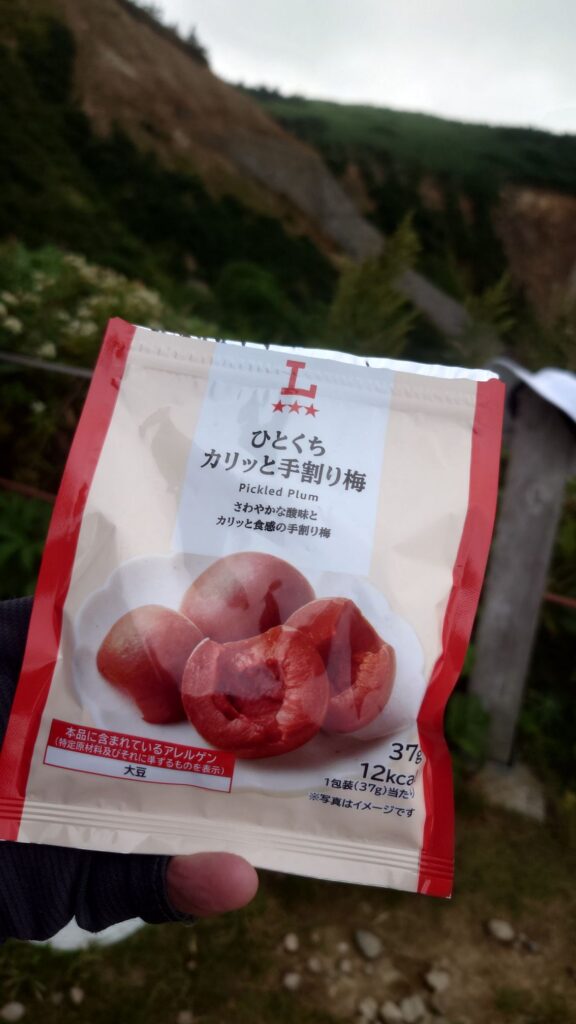 L
★★★
ひとくち
カリッと手割り梅
Pickled Plum
さわやかな酸味と
カリッと食感の手割り梅
本品に含まれているアレルゲン
(特定原材料及びそれに準ずるものを表示)
大豆
37g
12kca
1包装(37g)当たり
※写真はイメージです